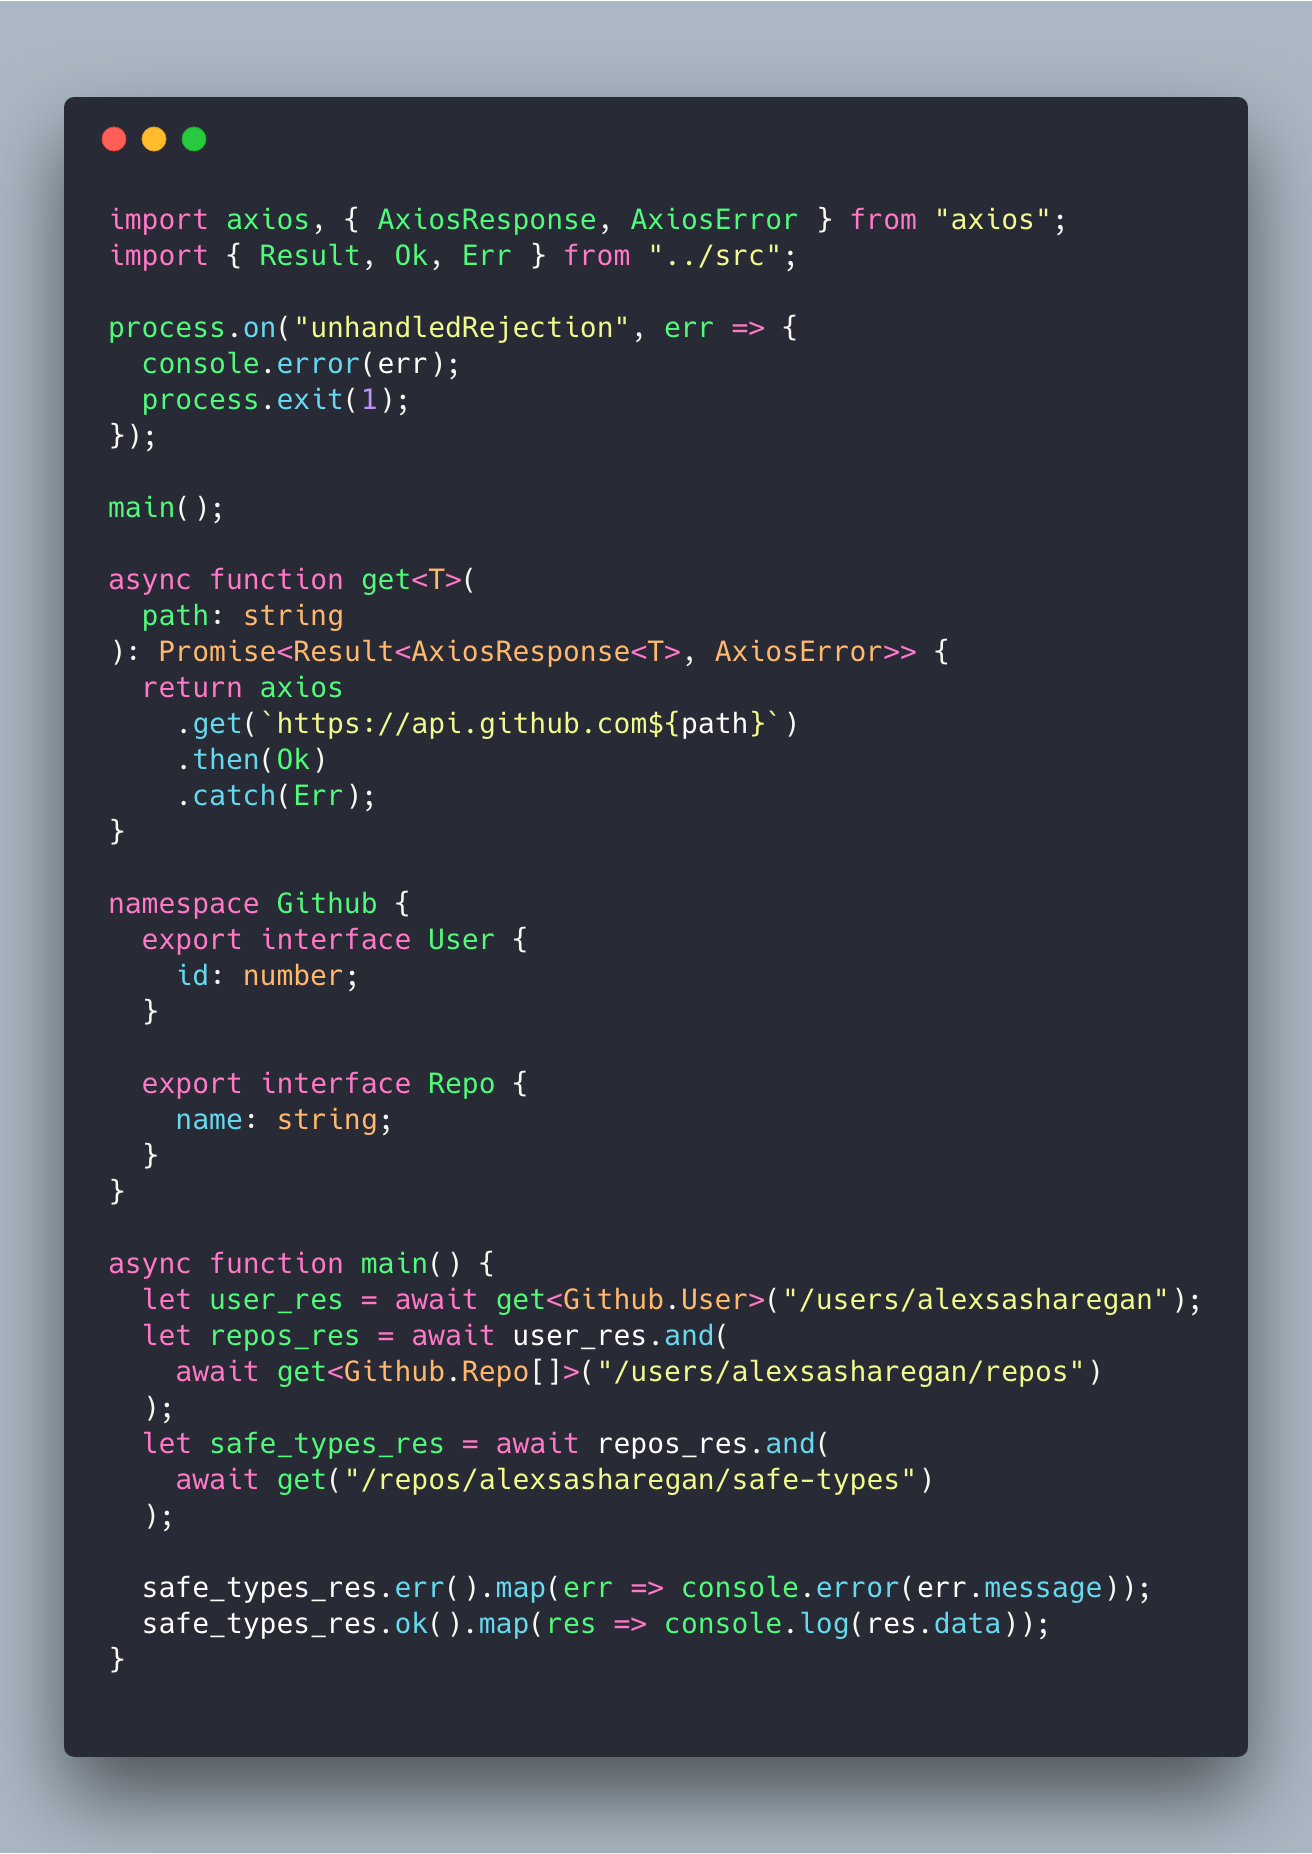 import axios, { AxiosResponse, AxiosError } from "axios";
import { Result, Ok, Err } from "../src";

process.on("unhandledRejection", err => {
  console.error(err);
  process.exit(1);
});

main();

async function get<T>(
  path: string
): Promise<Result<AxiosResponse<T>, AxiosError>> {
  return axios
    .get(`https://api.github.com${path}`)
    .then(Ok)
    .catch(Err);
}

namespace Github {
  export interface User {
    id: number;
  }

  export interface Repo {
    name: string;
  }
}

async function main() {
  let user_res = await get<Github.User>("/users/alexsasharegan");
  let repos_res = await user_res.and(
    await get<Github.Repo[]>("/users/alexsasharegan/repos")
  );
  let safe_types_res = await repos_res.and(
    await get("/repos/alexsasharegan/safe-types")
  );

  safe_types_res.err().map(err => console.error(err.message));
  safe_types_res.ok().map(res => console.log(res.data));
}